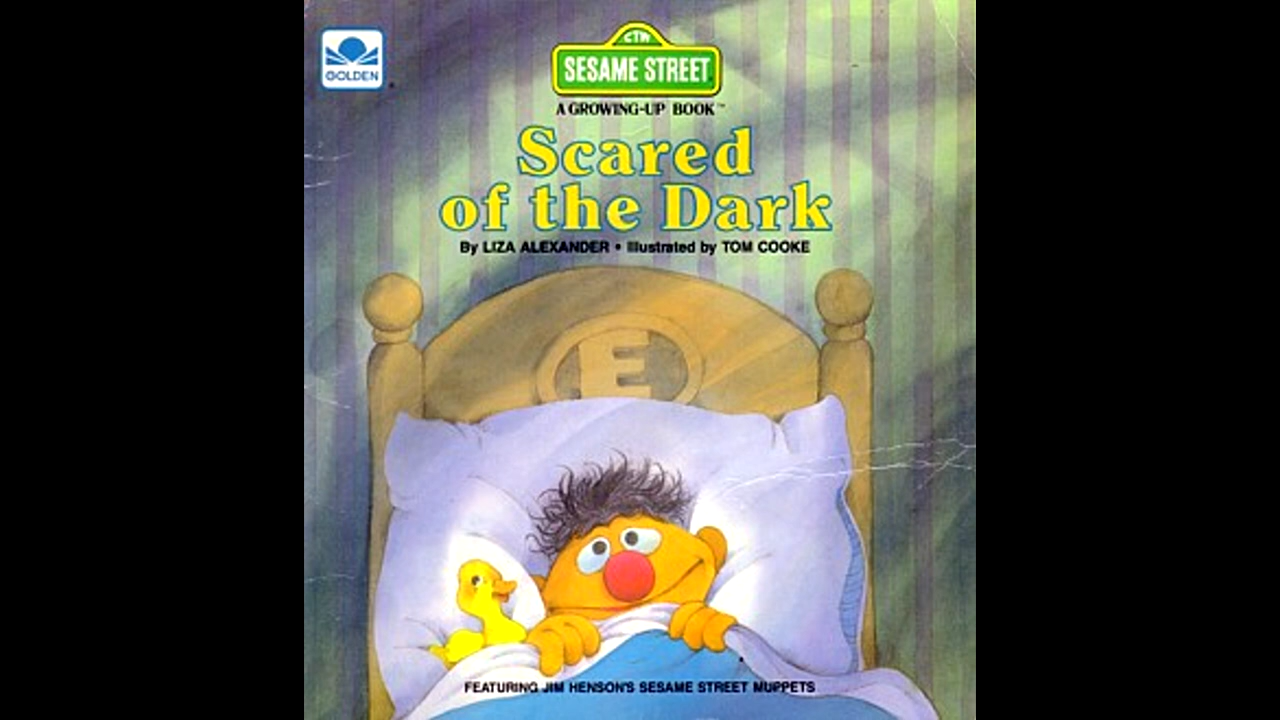 GOLDEN
CTW
SESAME STREET
A GROWING-UP BOOK™
Scared
of the Dark
By LIZA ALEXANDER • Illustrated by TOM COOKE
E
FEATURING JIM HENSON'S SESAME STREET MUPPETS